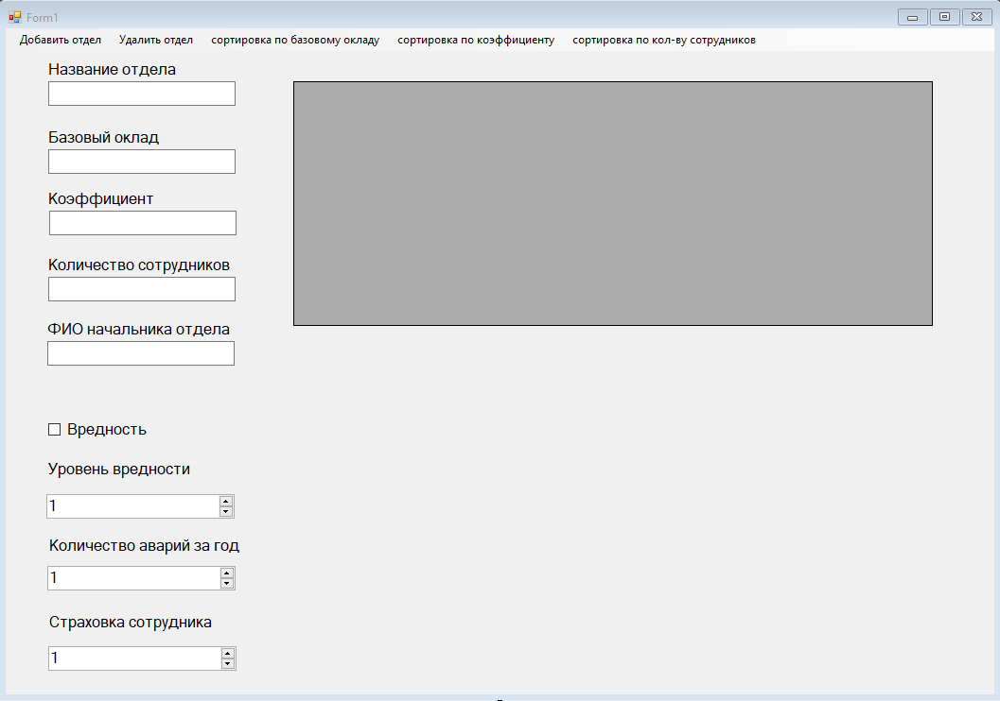 Form1
Добавить отдел Удалить отдел сортировка по базовому окладу сортировка по коэффициенту сортировка по кол-ву сотрудников
Название отдела
Базовый оклад
Коэффициент
Количество сотрудников
ФИО начальника отдела
Вредность
Уровень вредности
1
Количество аварий за год
1
Страховка сотрудника
1